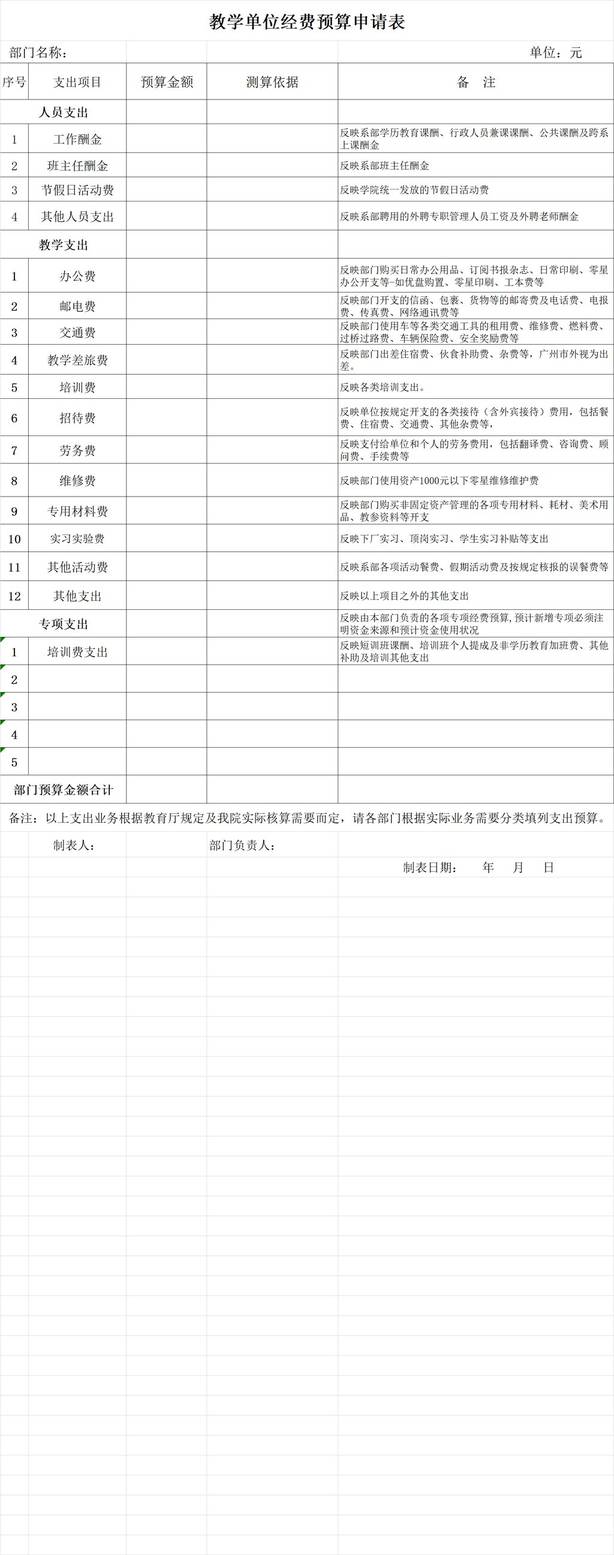 教学单位经费预算申请表
部门名称： 单位：元
序号 支出项目 预算金额 测算依据 备 注
人员支出
1 工作酬金 反映系部学历教育课酬、行政人员兼课课酬、公共课酬及跨系
上课酬金
2 班主任酬金 反映系部班主任酬金
3 节假日活动费 反映学院统一发放的节假日活动费
4 其他人员支出 反映系部聘用的外聘专职管理人员工资及外聘老师酬金
教学支出
1 办公费 反映部门购买日常办公用品、订阅书报杂志、日常印刷、零星
办公开支等-如优盘购置、零星印刷、工本费等
2 邮电费 反映部门开支的信函、包裹、货物等的邮寄费及电话费、电报
费、传真费、网络通讯费等
3 交通费 反映部门使用车等各类交通工具的租用费、维修费、燃料费、
过桥过路费、车辆保险费、安全奖励费等
4 教学差旅费 反映部门出差住宿费、伙食补助费、杂费等，广州市外视为出
差。
5 培训费 反映各类培训支出。
6 招待费 反映单位按规定开支的各类接待（含外宾接待）费用，包括餐
费、住宿费、交通费、其他杂费等，
7 劳务费 反映支付给单位和个人的劳务费用，包括翻译费、咨询费、顾
问费、手续费等
8 维修费 反映部门使用资产1000元以下零星维修维护费
9 专用材料费 反映部门购买非固定资产管理的各项专用材料、耗材、美术用
品、教参资料等开支
10 实习实验费 反映下厂实习、顶岗实习、学生实习补贴等支出
11 其他活动费 反映系部各项活动餐费、假期活动费及按规定核报的误餐费等
12 其他支出 反映以上项目之外的其他支出
专项支出 反映由本部门负责的各项专项经费预算,预计新增专项必须注
明资金来源和预计资金使用状况
1 培训费支出 反映短训班课酬、培训班个人提成及非学历教育加班费、其他
补助及培训其他支出
2
3
4
5
部门预算金额合计
备注：以上支出业务根据教育厅规定及我院实际核算需要而定，请各部门根据实际业务需要分类填列支出预算。
制表人： 部门负责人：
制表日期： 年 月 日